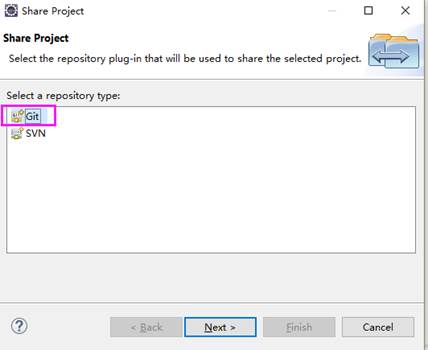 Share Project
Share Project
Select the repository plug-in that will be used to share the selected project.
Select a repository type:
Git
SVN
? < Back Next > Finish Cancel